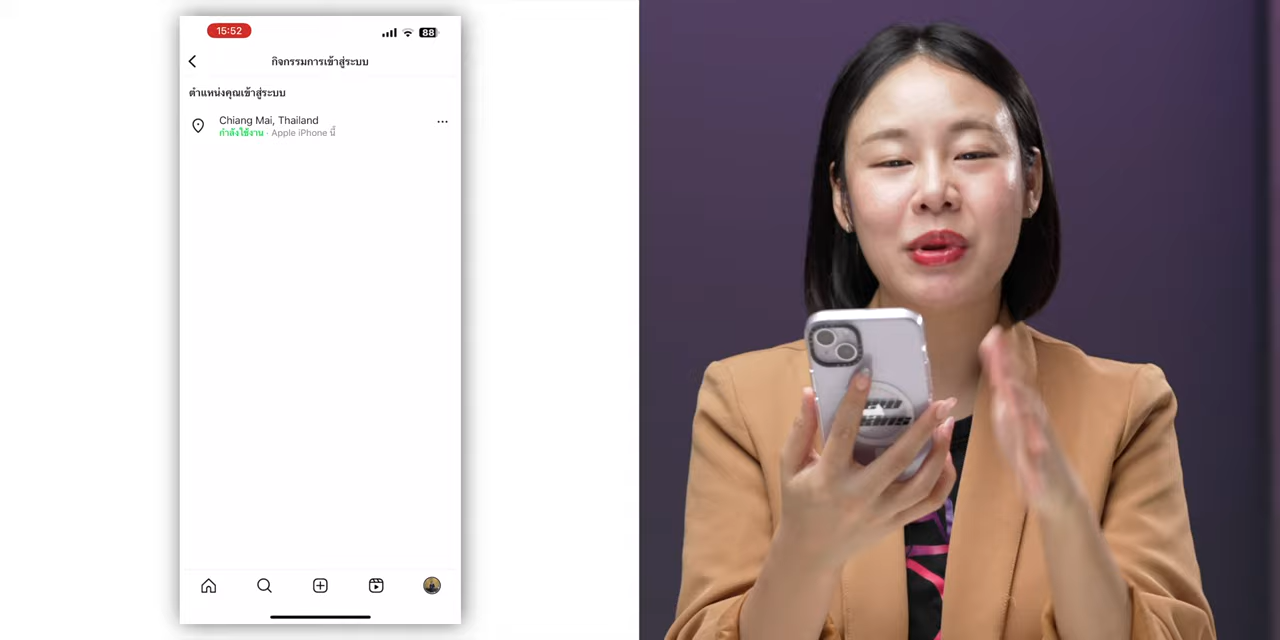 15:52
88
กิจกรรมการเข้าสู่ระบบ
ตำแหน่งคุณเข้าสู่ระบบ
Chiang Mai, Thailand
กำลังใช้งาน · Apple iPhone นี้